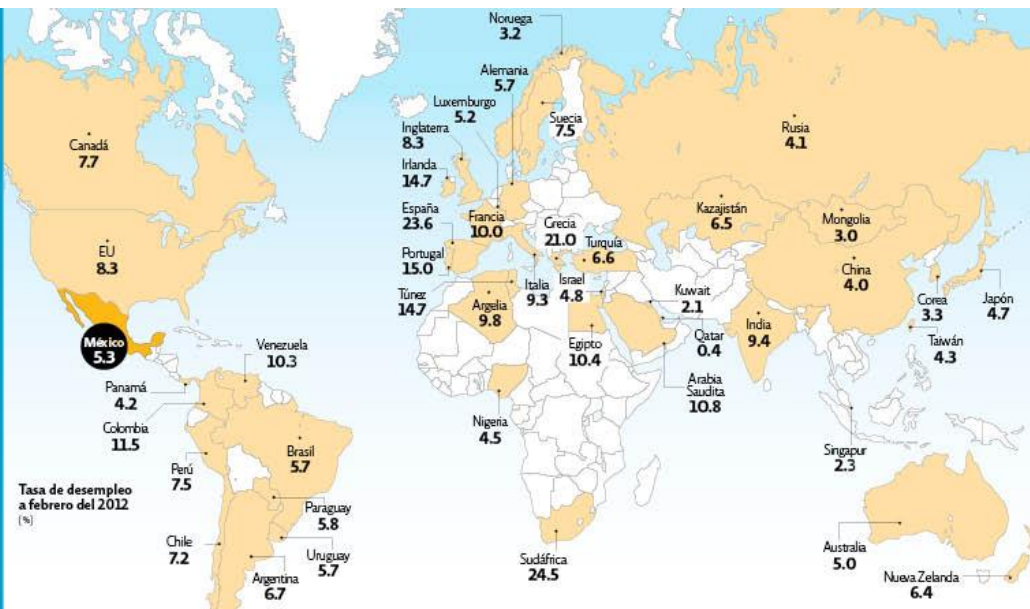 Noruega
3.2
Alemania
5.7
Luxemburgo
5.2
Suecia
7.5
Inglaterra
8.3
Irlanda
14.7
España
23.6
Francia
10.0
Portugal
15.0
Túnez
14.7
Grecia
21.0
Turquía
6.6
Italia
9.3
Israel
4.8
Argelia
9.8
Egipto
10.4
Nigeria
4.5
Sudáfrica
24.5
Kuwait
2.1
Qatar
0.4
Arabia
Saudita
10.8
Rusia
4.1
Kazajistán
6.5
Mongolia
3.0
China
4.0
India
9.4
Corea
3.3
Japón
4.7
Taiwán
4.3
Singapur
2.3
Australia
5.0
Nueva Zelanda
6.4
Canadá
7.7
EU
8.3
México
5.3
Venezuela
10.3
Panamá
4.2
Colombia
11.5
Brasil
5.7
Perú
7.5
Paraguay
5.8
Chile
7.2
Uruguay
5.7
Argentina
6.7
Tasa de desempleo
a febrero del 2012
(%)